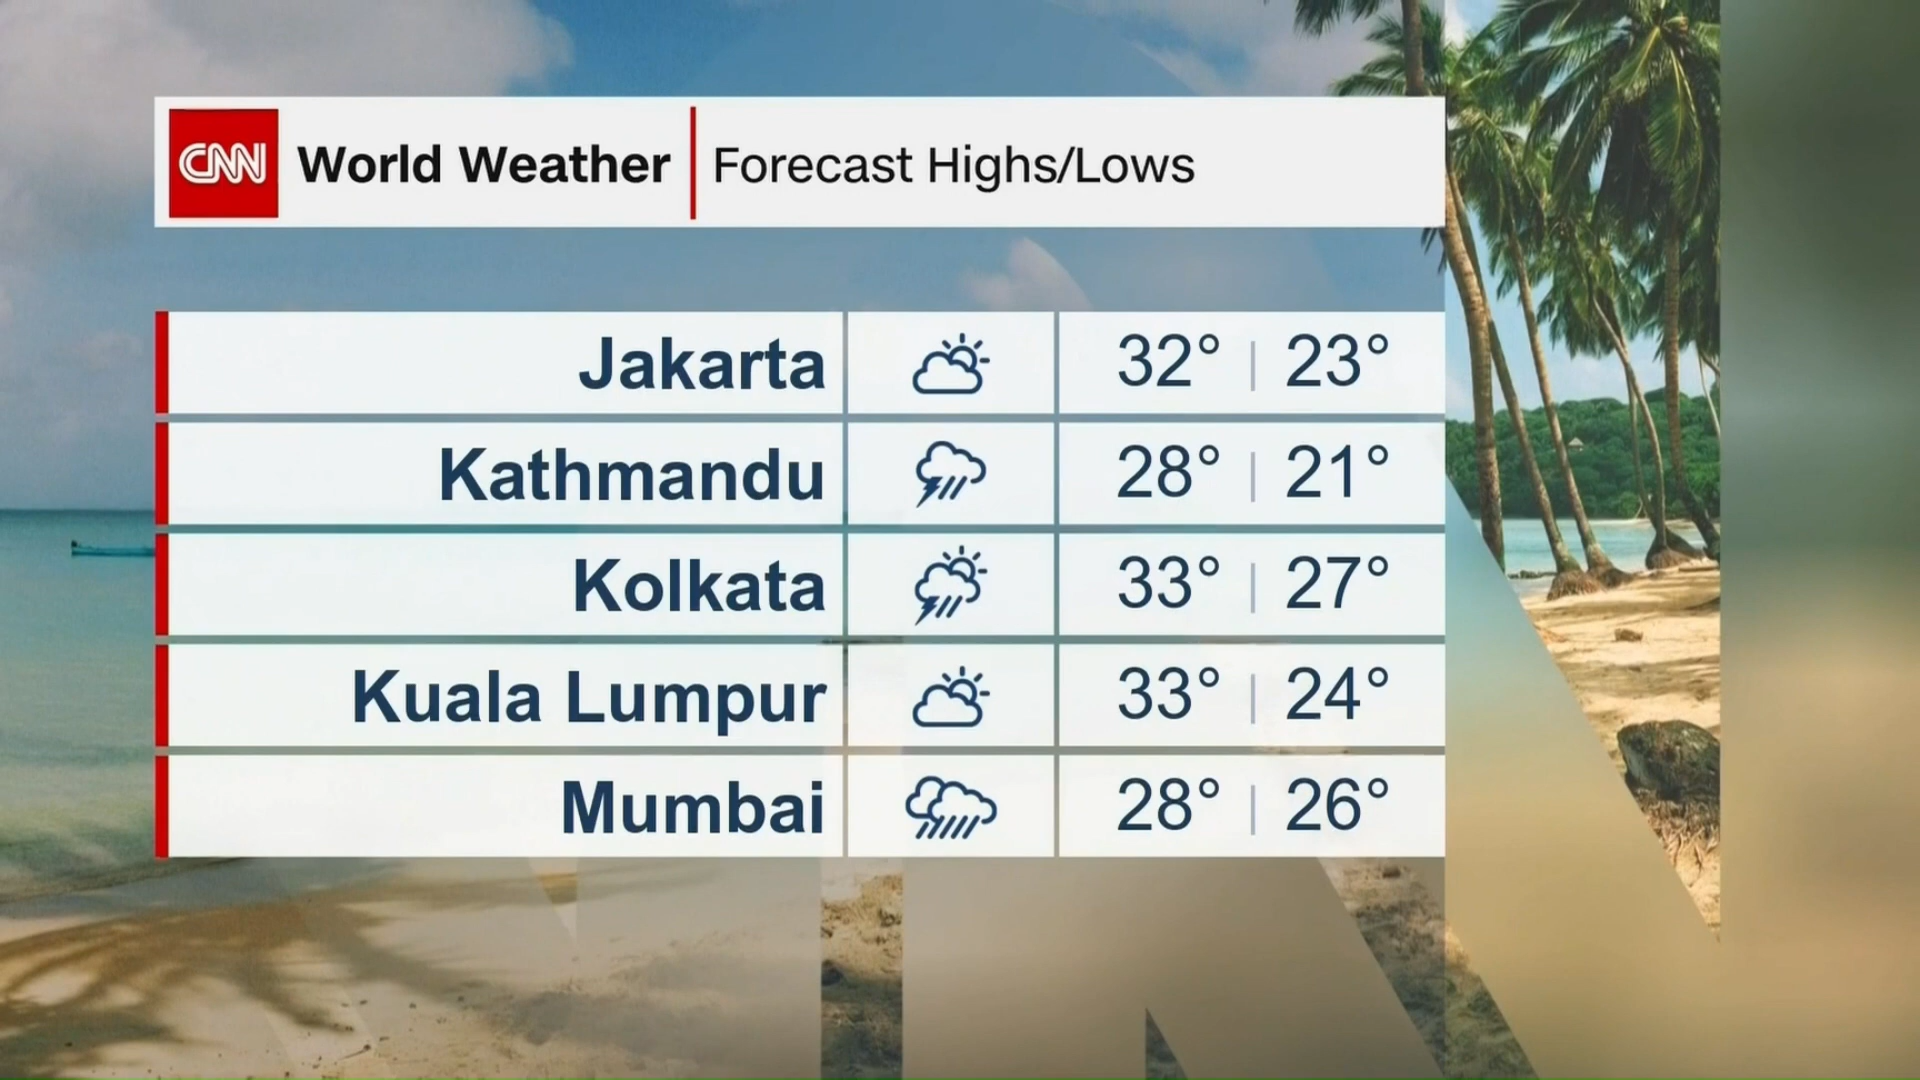 CNN World Weather | Forecast Highs/Lows
Jakarta 32° | 23°
Kathmandu 28° | 21°
Kolkata 33° | 27°
Kuala Lumpur 33° | 24°
Mumbai 28° | 26°